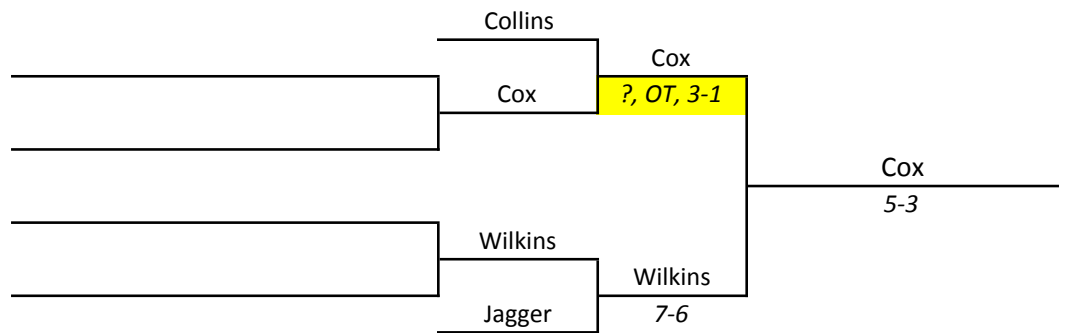 Collins
Cox
Cox
?, OT, 3-1
Cox
5-3
Wilkins
Wilkins
Jagger
7-6